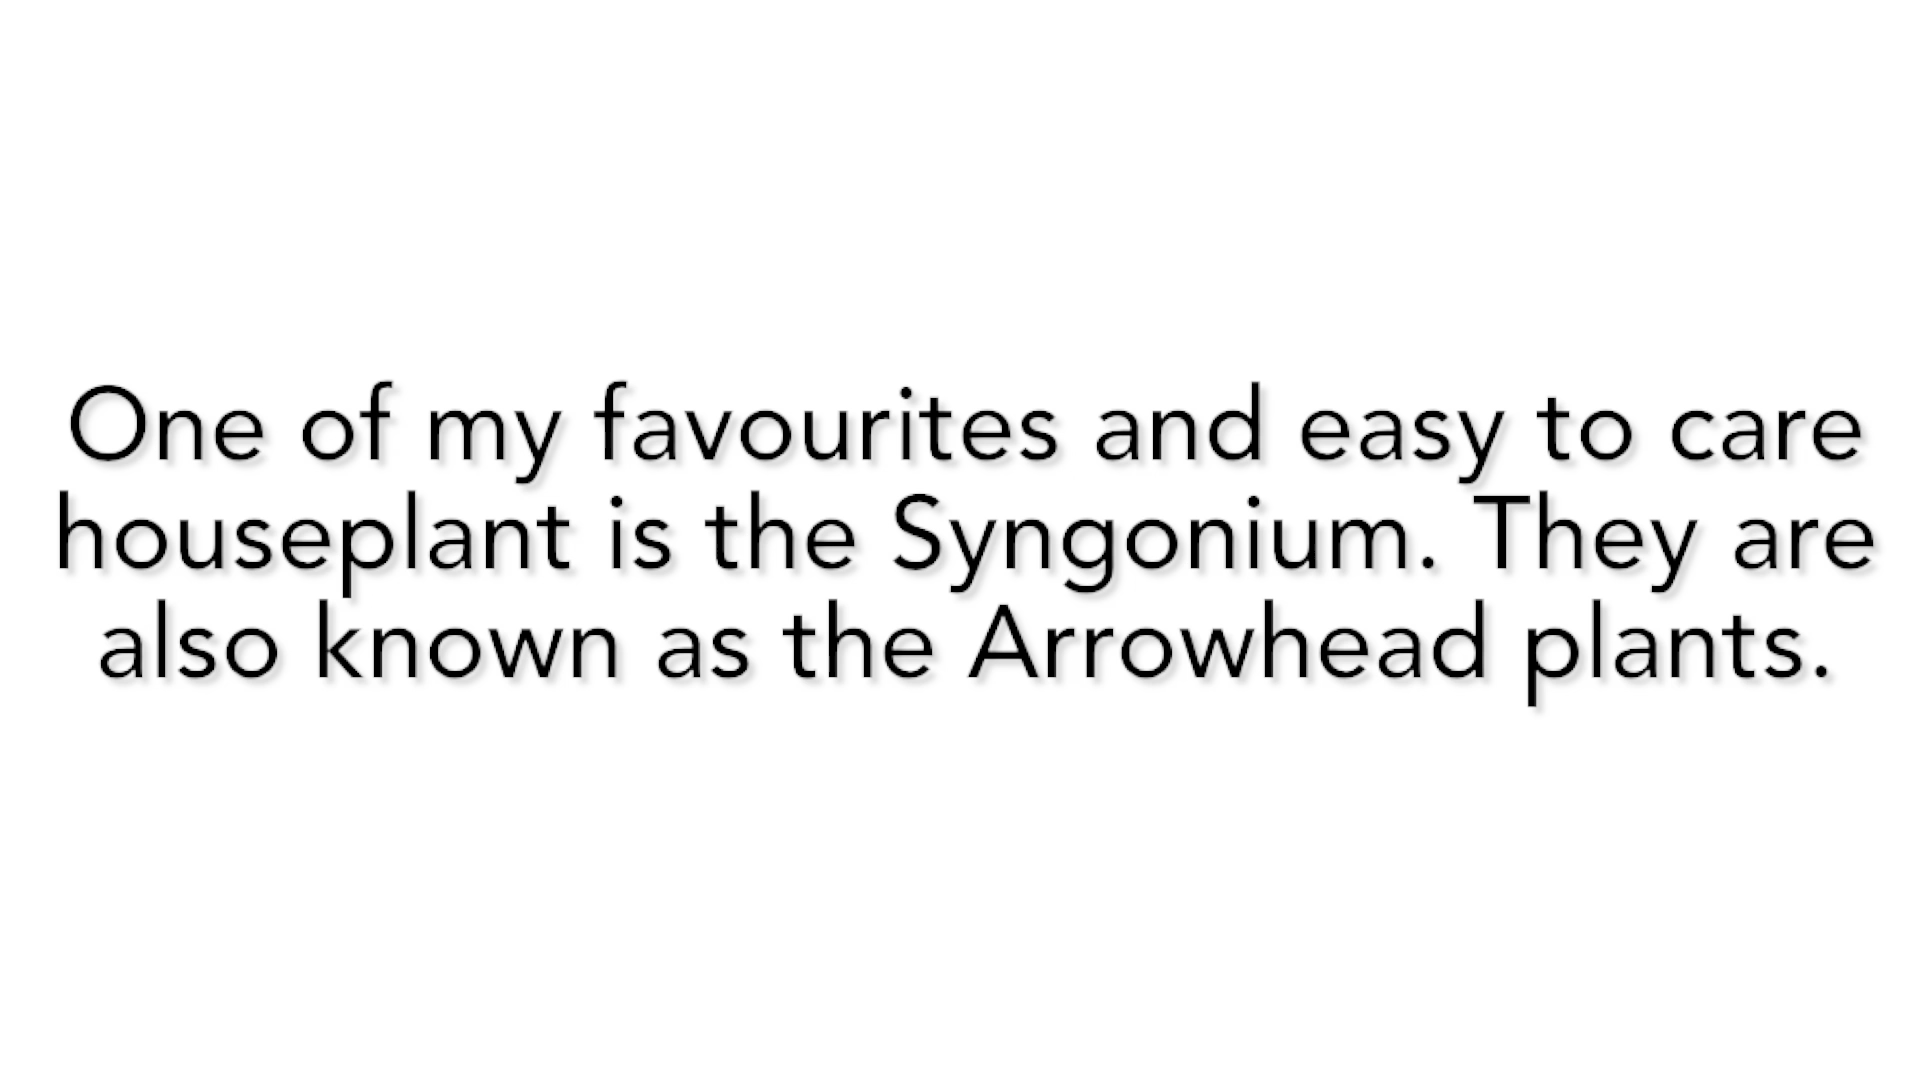 One of my favourites and easy to care
houseplant is the Syngonium. They are
also known as the Arrowhead plants.